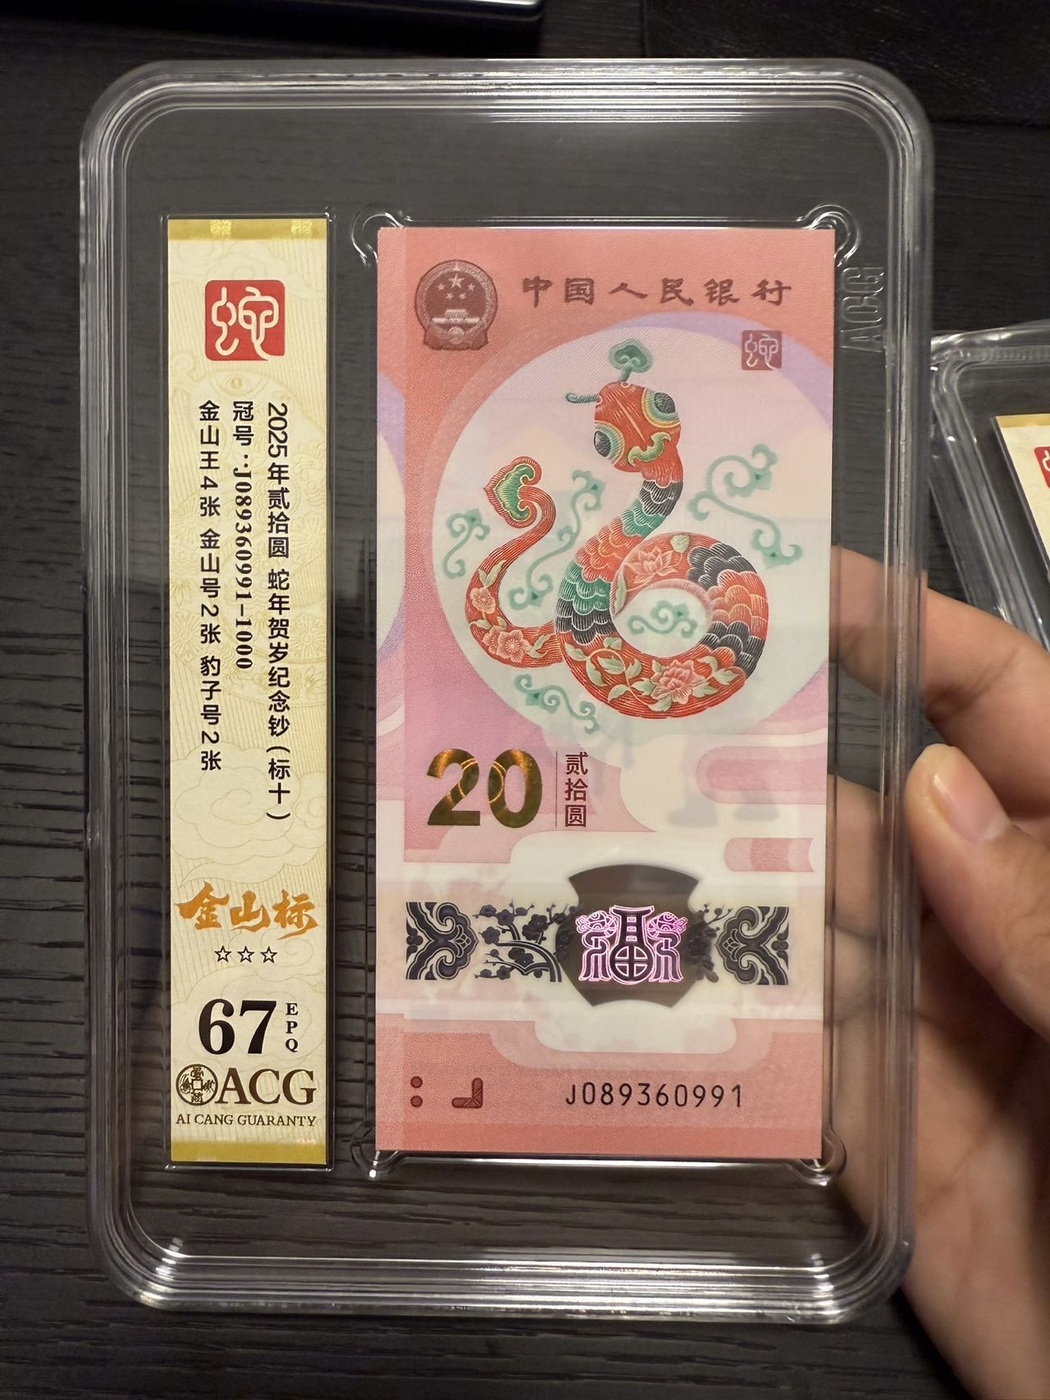 蛇
2025年贰拾圆 蛇年贺岁纪念钞(标十)
冠号:J089360991-1000
金山王4张 金山号2张 豹子号2张
金山标
☆☆☆
67 EPQ
ACG
AI CANG GUARANTY
中国人民银行
蛇
20 贰拾圆
福
J089360991
ACG